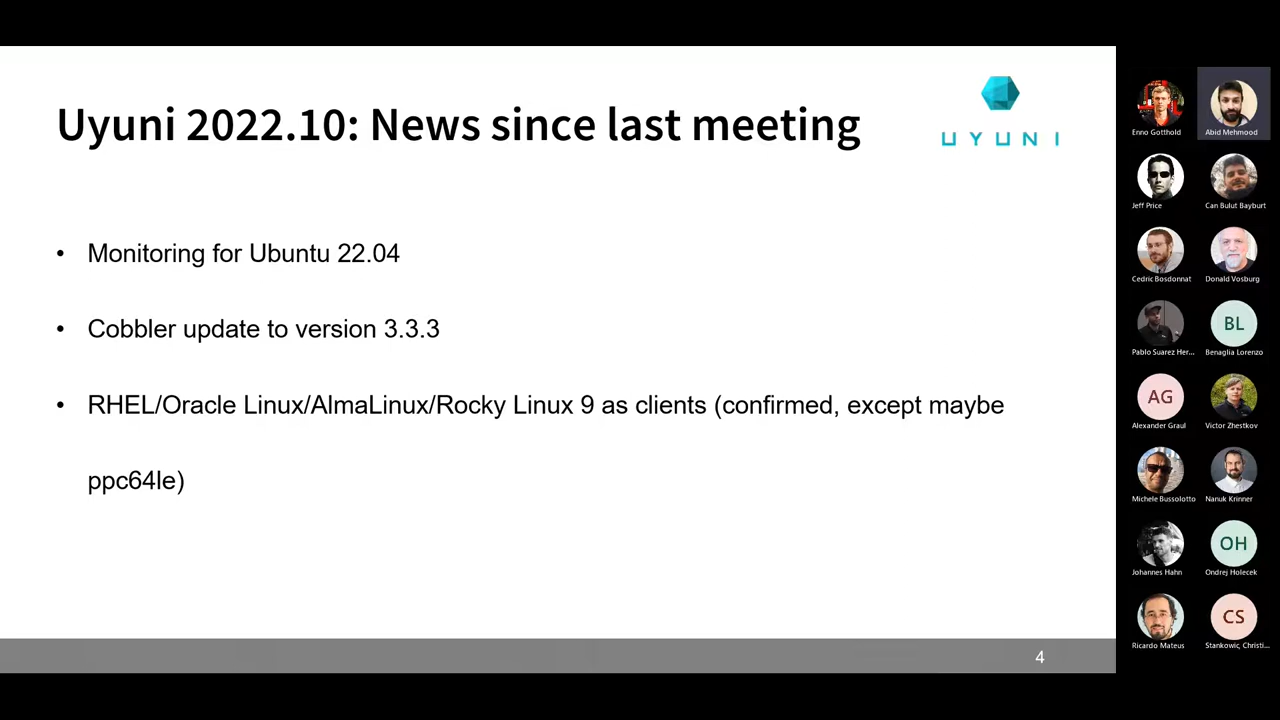 Uyuni 2022.10: News since last meeting
UYUNI
• Monitoring for Ubuntu 22.04
• Cobbler update to version 3.3.3
• RHEL/Oracle Linux/AlmaLinux/Rocky Linux 9 as clients (confirmed, except maybe
ppc64le)
4
Enno Gotthold
Abid Mehmood
Jeff Price
Can Bulut Bayburt
Cedric Bosdonnat
Donald Vosburg
BL
Pablo Suarez Her...
Benaglia Lorenzo
AG
Alexander Graul
Victor Zhestkov
Michele Bussolotto
Nanuk Krinner
OH
Johannes Hahn
Ondrej Holecek
CS
Ricardo Mateus
Stankowic, Christi...